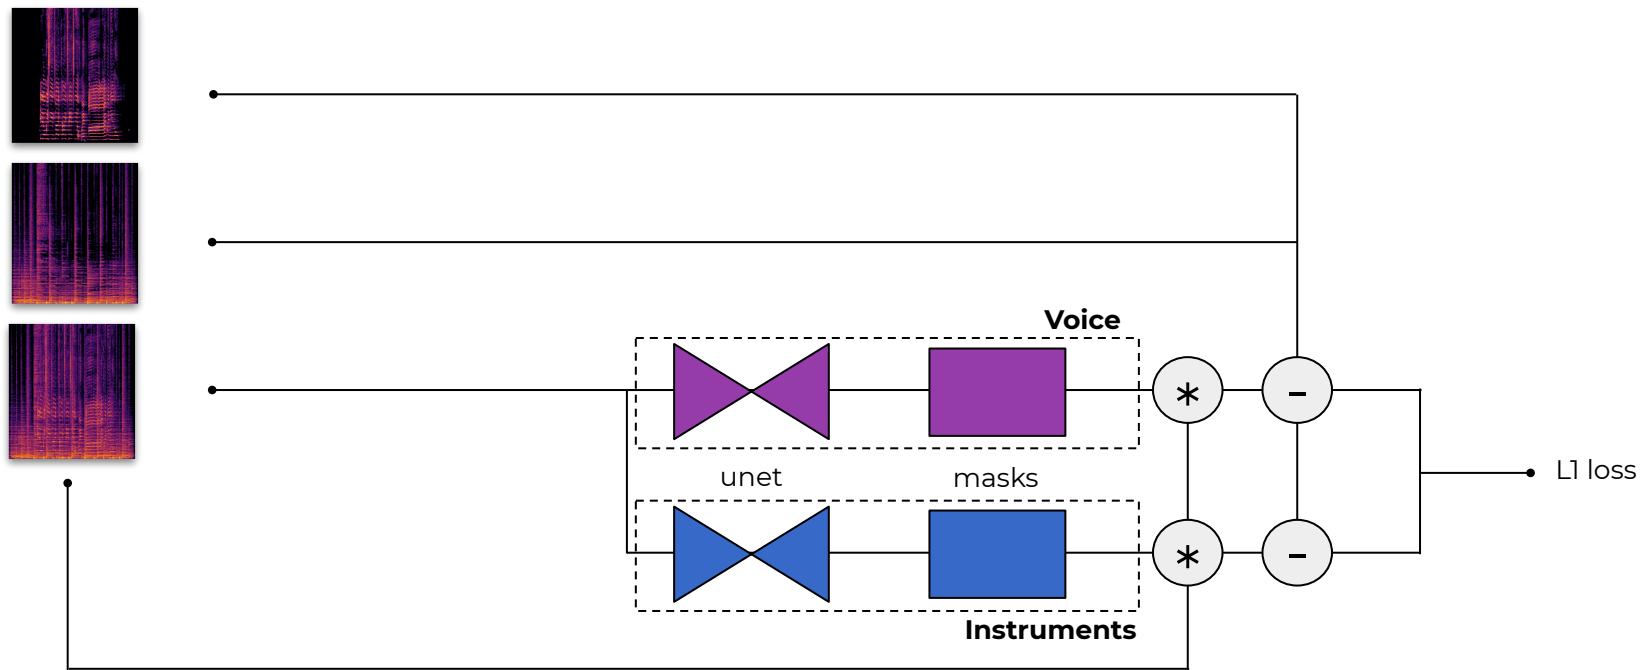 Voice
*
-
unet
masks
L1 loss
*
-
Instruments